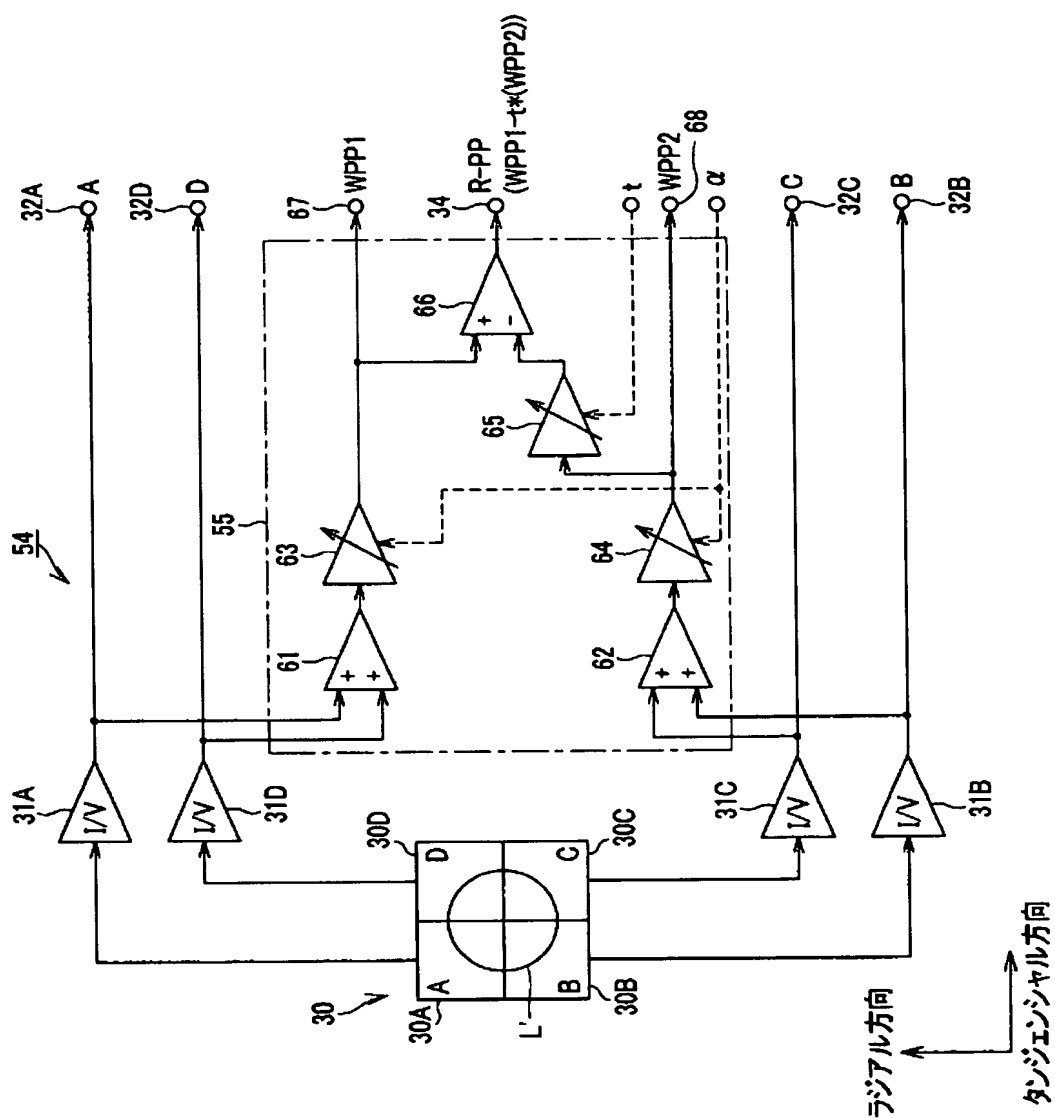 54
32A
A
32D
D
67
WPP1
34
R-PP
(WPP1-t*(WPP2))
t
WPP2
68
α
C
32C
B
32B
55
66
+
-
65
63
64
61
+
+
62
+
+
31A
I/V
31D
I/V
31C
I/V
31B
I/V
30
30A
A
30D
D
B
30B
C
30C
L'
ラジアル方向
タンジェンシャル方向